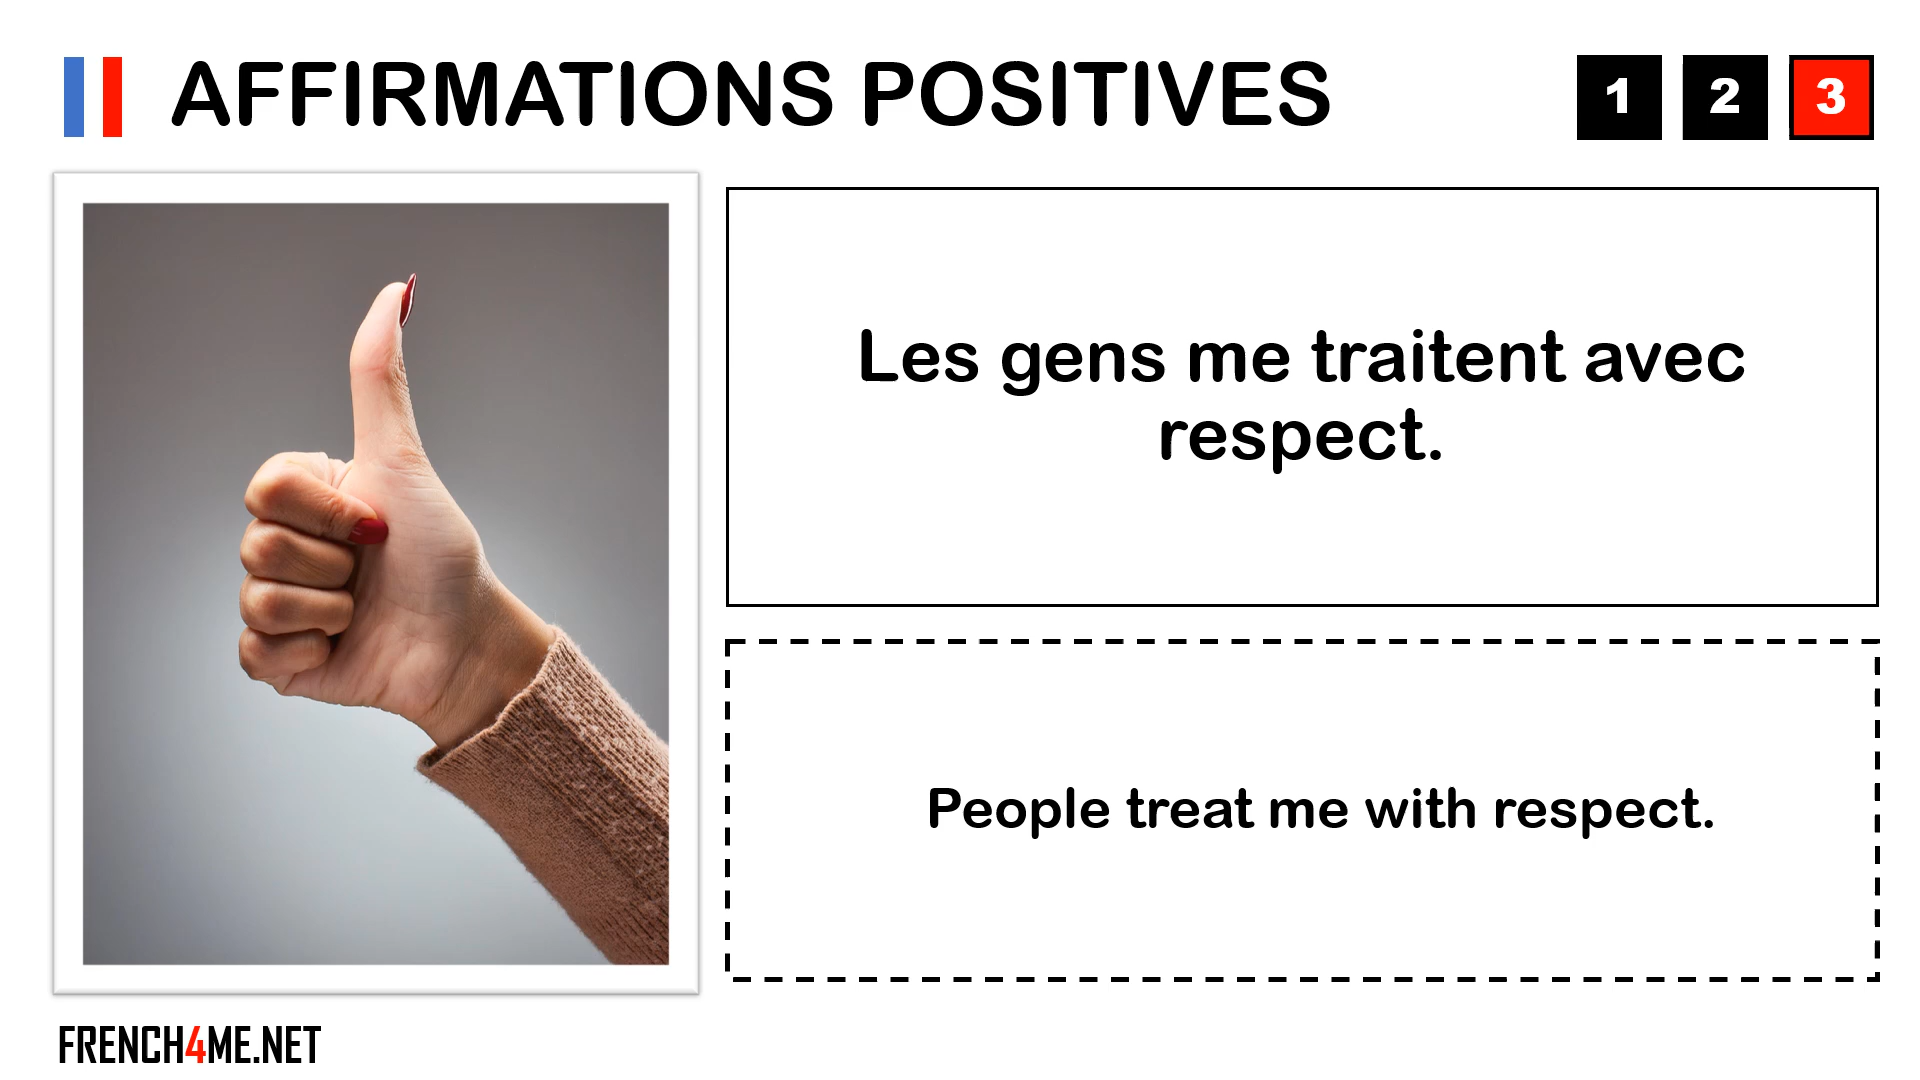 AFFIRMATIONS POSITIVES
1 2 3
Les gens me traitent avec
respect.
People treat me with respect.
FRENCH4ME.NET